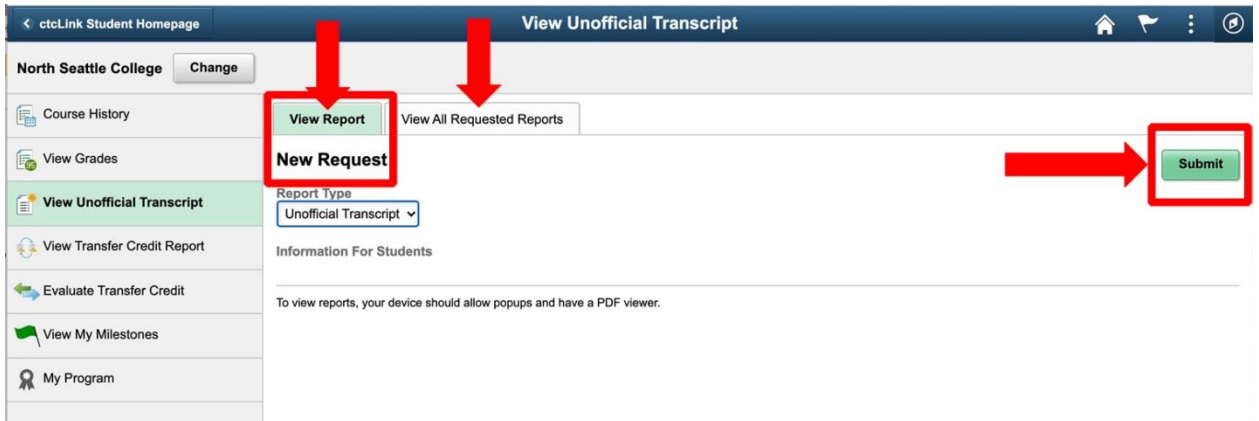 ctcLink Student Homepage
View Unofficial Transcript
North Seattle College
Change
Course History
View Grades
View Unofficial Transcript
View Transfer Credit Report
Evaluate Transfer Credit
View My Milestones
My Program
View Report
View All Requested Reports
New Request
Submit
Report Type
Unofficial Transcript
Information For Students
To view reports, your device should allow popups and have a PDF viewer.